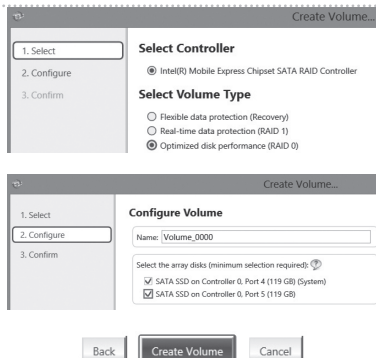 Create Volume...
1. Select
2. Configure
3. Confirm
Select Controller
Intel(R) Mobile Express Chipset SATA RAID Controller
Select Volume Type
Flexible data protection (Recovery)
Real-time data protection (RAID 1)
Optimized disk performance (RAID 0)
Create Volume...
1. Select
2. Configure
3. Confirm
Configure Volume
Name: Volume_0000
Select the array disks (minimum selection required): ?
SATA SSD on Controller 0, Port 4 (119 GB) (System)
SATA SSD on Controller 0, Port 5 (119 GB)
Back Create Volume Cancel